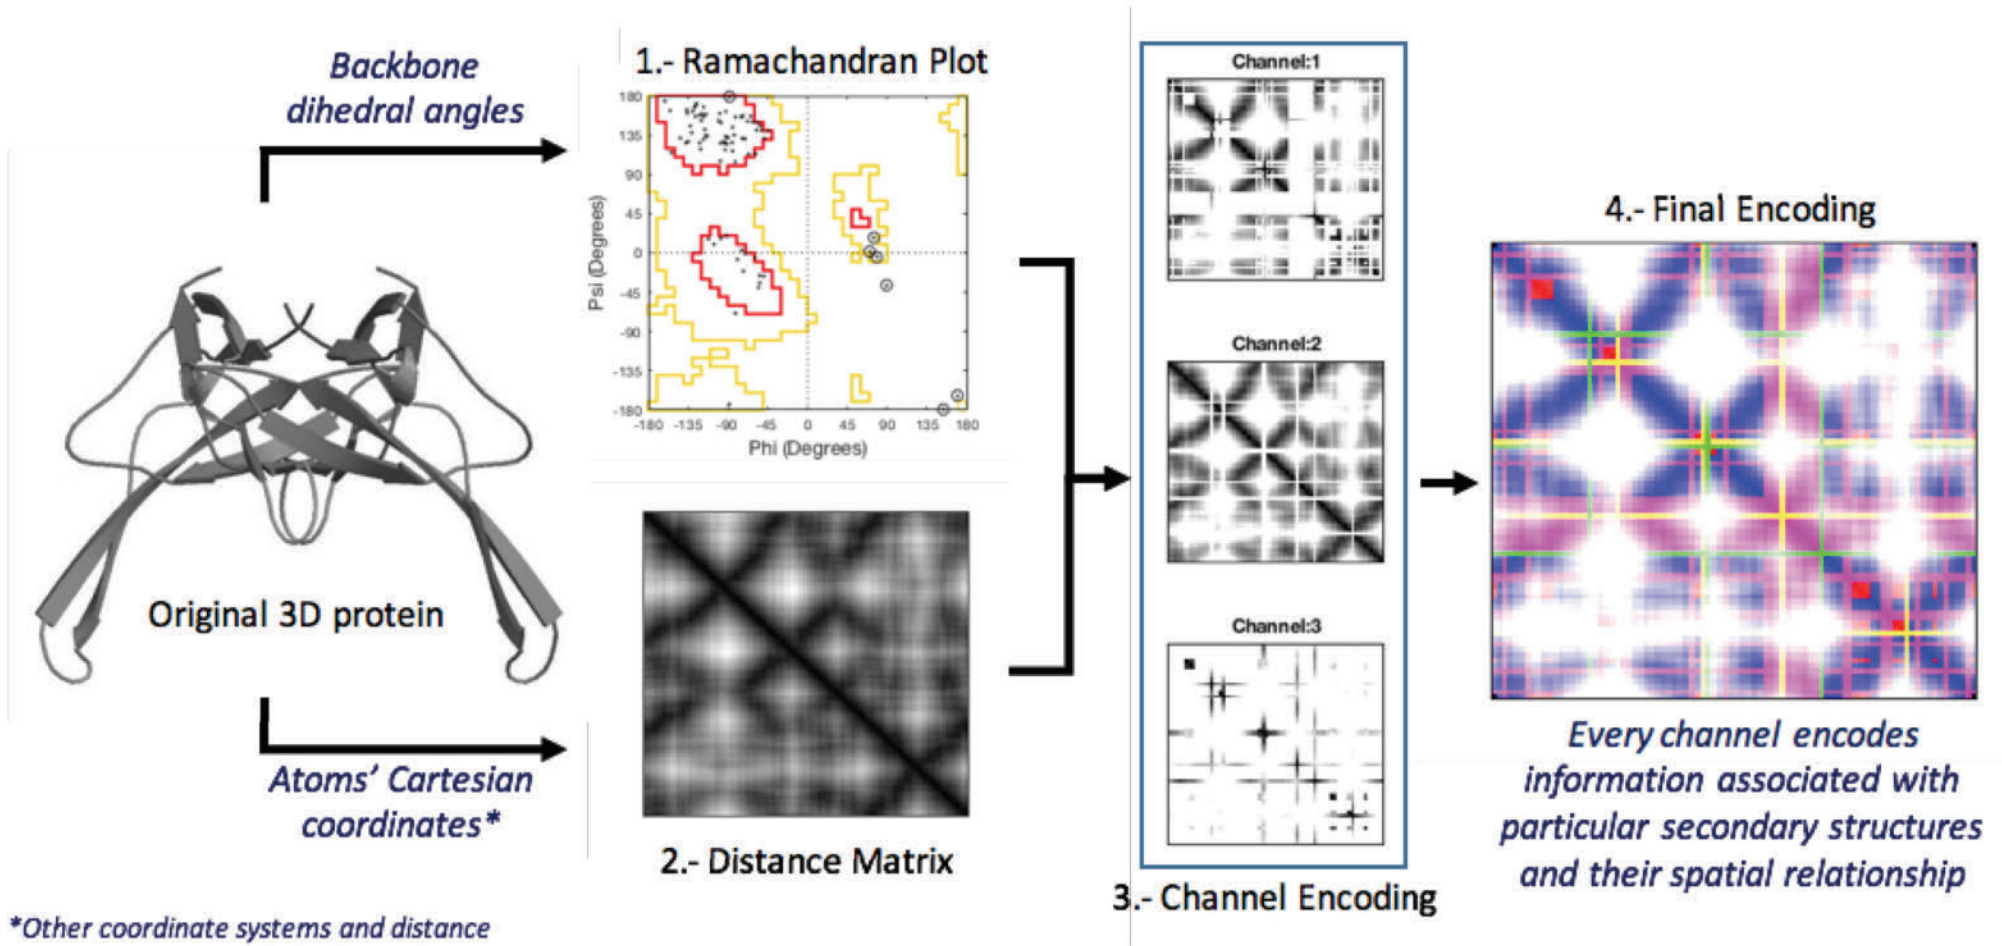 Backbone
dihedral angles
1.- Ramachandran Plot
180
135
90
45
0
-45
-90
-135
-180
Psi (Degrees)
-180 -135 -90 -45 0 45 90 135 180
Phi (Degrees)
Original 3D protein
Atoms’ Cartesian
coordinates*
2.- Distance Matrix
Channel:1
Channel:2
Channel:3
3.- Channel Encoding
4.- Final Encoding
Every channel encodes
information associated with
particular secondary structures
and their spatial relationship
*Other coordinate systems and distance